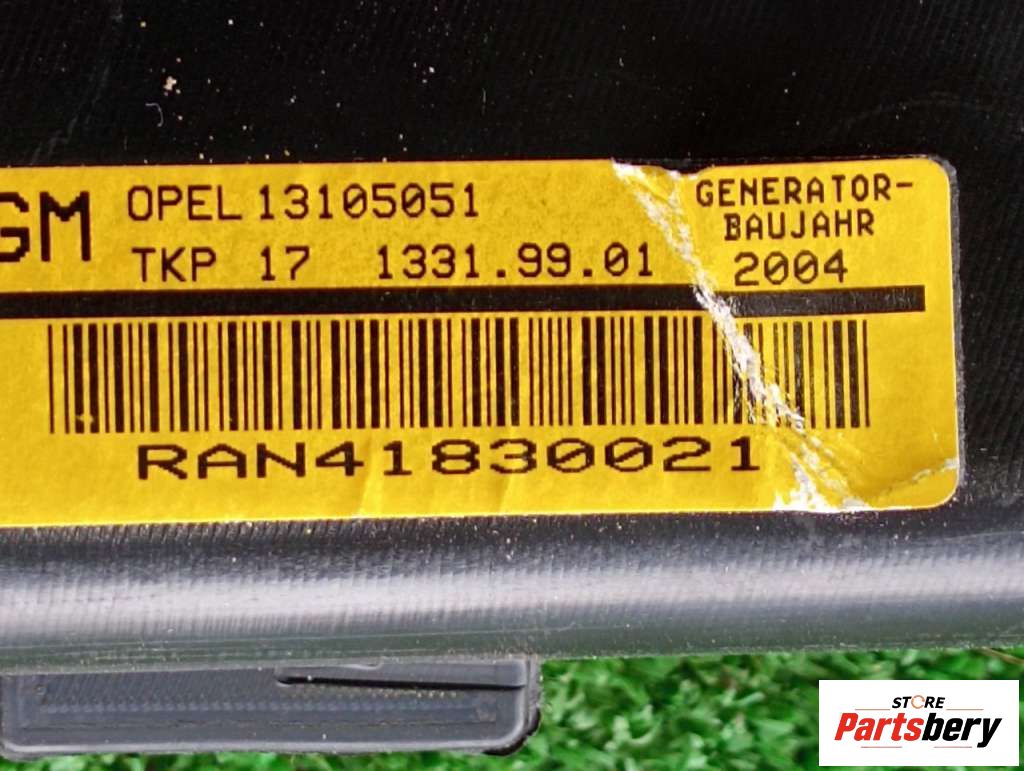 GM
OPEL 13105051
TKP 17 1331.99.01
GENERATOR-
BAUJAHR
2004
RAN41830021
STORE
Partsbery